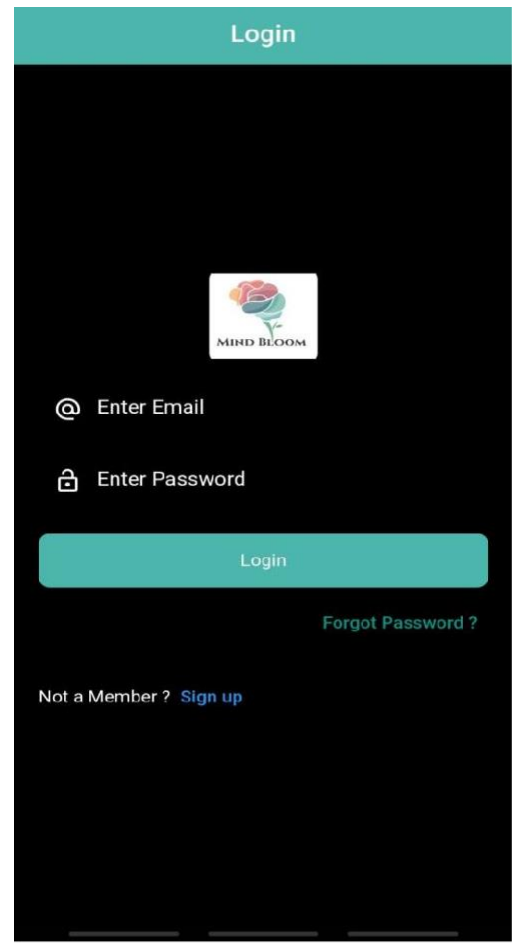 Login
MIND BLOOM
Enter Email
Enter Password
Login
Forgot Password ?
Not a Member ? Sign up